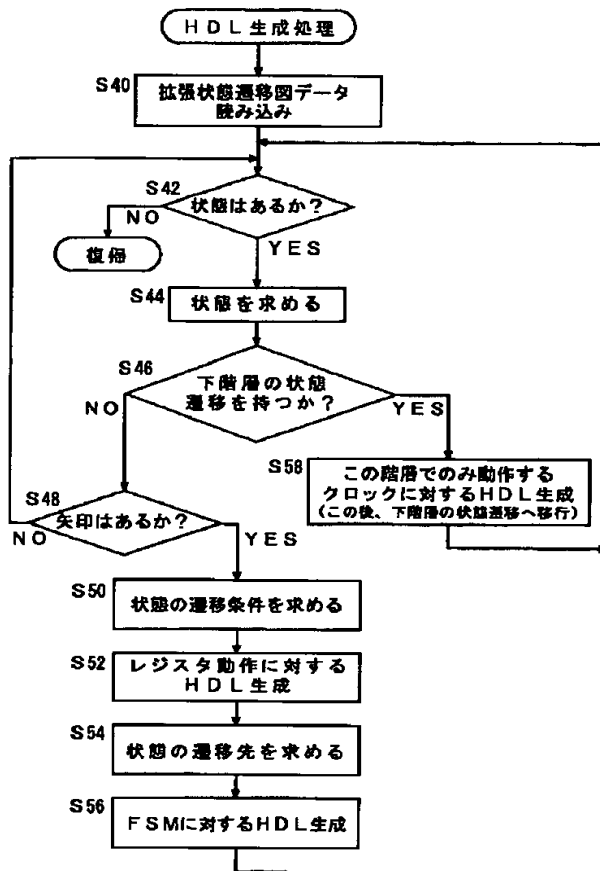 HDL生成処理
S40
拡張状態遷移図データ
読み込み
S42
状態はあるか?
NO
YES
復帰
S44
状態を求める
S46
下階層の状態
遷移を持つか?
NO
YES
S58
この階層でのみ動作する
クロックに対するHDL生成
(この後、下階層の状態遷移へ移行)
S48
矢印はあるか?
NO
YES
S50
状態の遷移条件を求める
S52
レジスタ動作に対する
HDL生成
S54
状態の遷移先を求める
S56
FSMに対するHDL生成